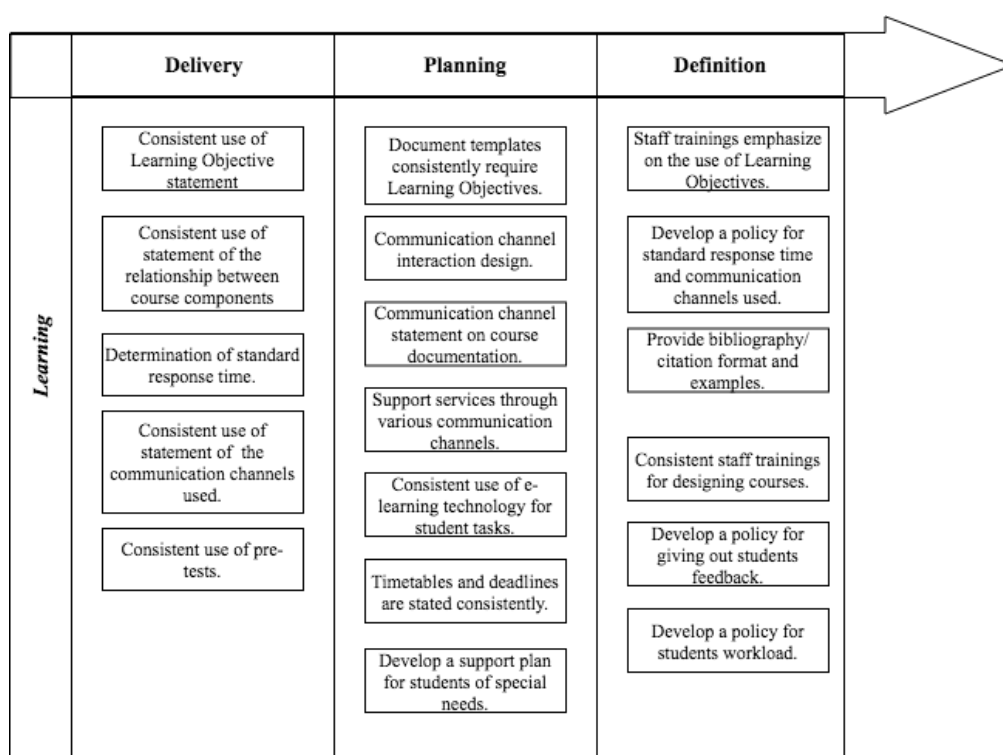 Delivery
Planning
Definition
Learning
Consistent use of
Learning Objective
statement
Consistent use of
statement of the
relationship between
course components
Determination of standard
response time.
Consistent use of
statement of the
communication channels
used.
Consistent use of pre-
tests.
Document templates
consistently require
Learning Objectives.
Communication channel
interaction design.
Communication channel
statement on course
documentation.
Support services through
various communication
channels.
Consistent use of e-
learning technology for
student tasks.
Timetables and deadlines
are stated consistently.
Develop a support plan
for students of special
needs.
Staff trainings emphasize
on the use of Learning
Objectives.
Develop a policy for
standard response time
and communication
channels used.
Provide bibliography/
citation format and
examples.
Consistent staff trainings
for designing courses.
Develop a policy for
giving out students
feedback.
Develop a policy for
students workload.